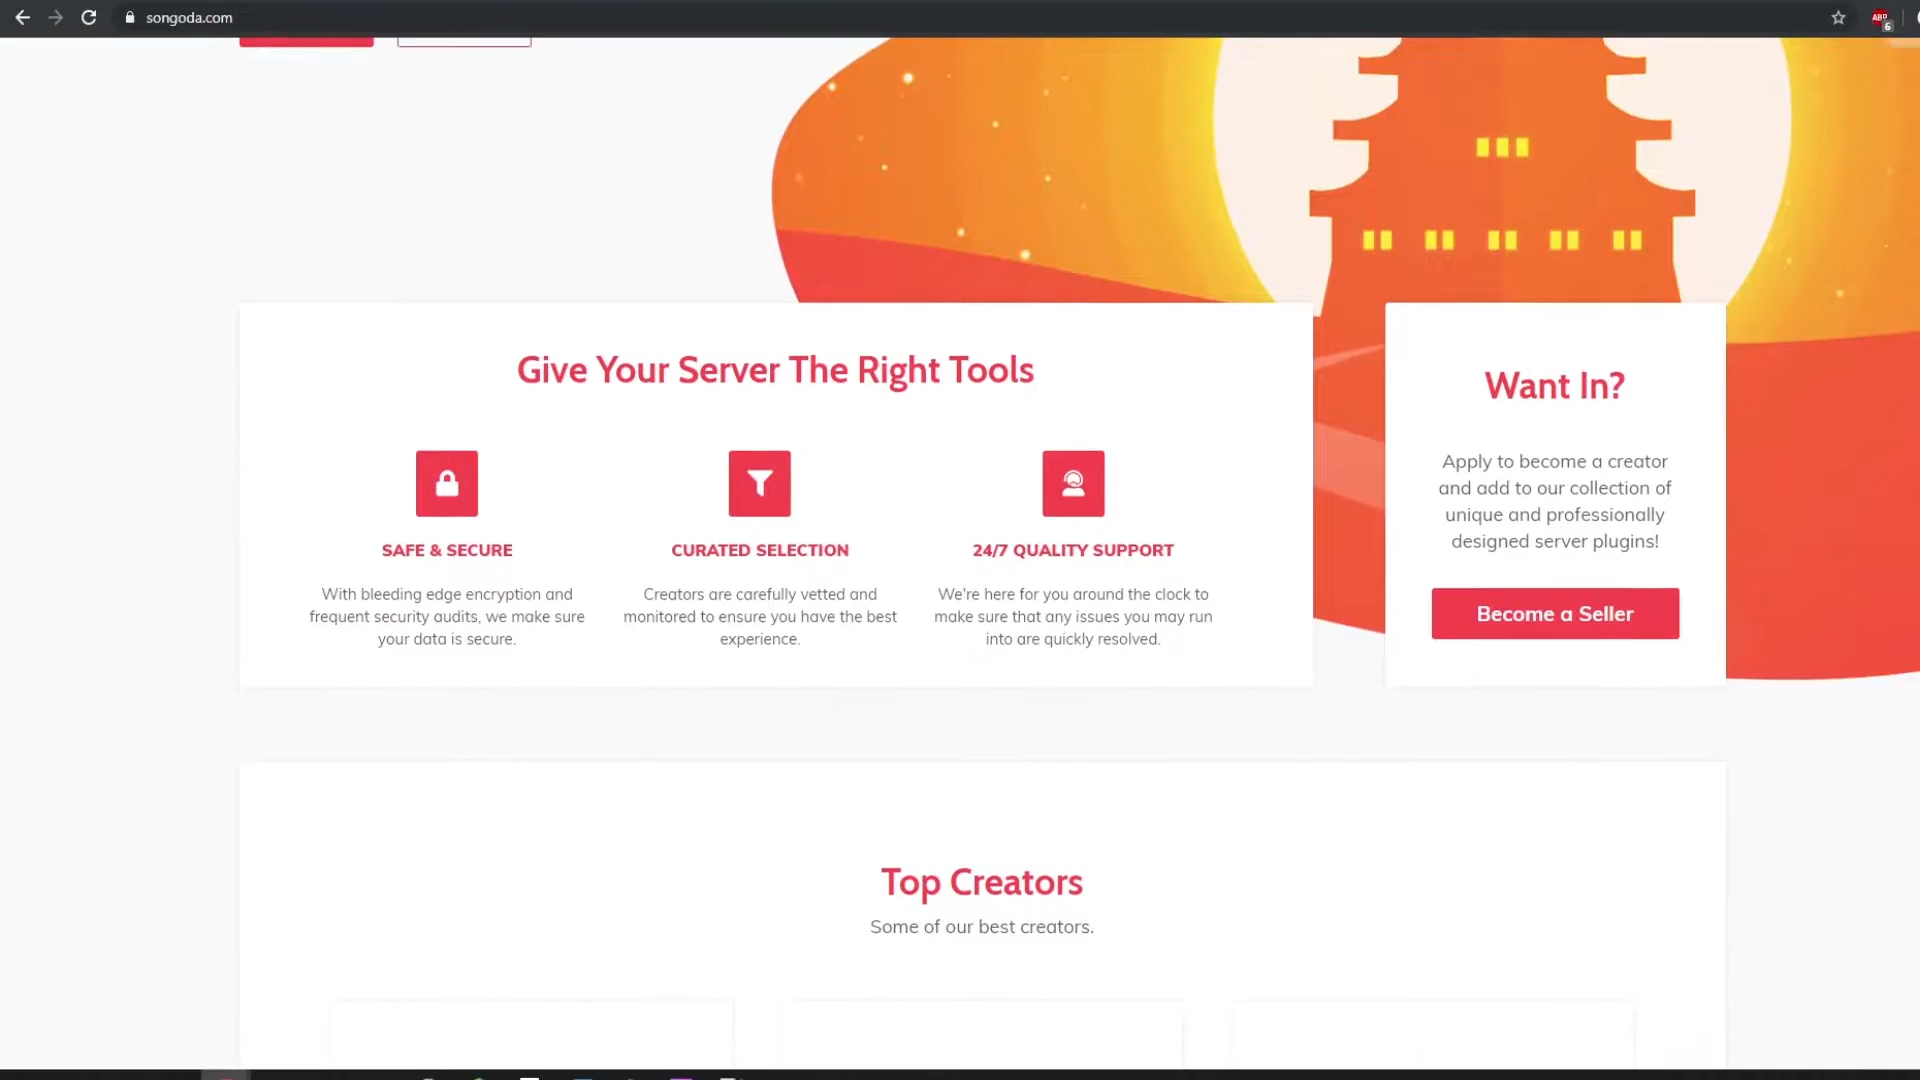 songoda.com
ABP
6
Give Your Server The Right Tools
SAFE & SECURE
With bleeding edge encryption and
frequent security audits, we make sure
your data is secure.
CURATED SELECTION
Creators are carefully vetted and
monitored to ensure you have the best
experience.
24/7 QUALITY SUPPORT
We're here for you around the clock to
make sure that any issues you may run
into are quickly resolved.
Want In?
Apply to become a creator
and add to our collection of
unique and professionally
designed server plugins!
Become a Seller
Top Creators
Some of our best creators.